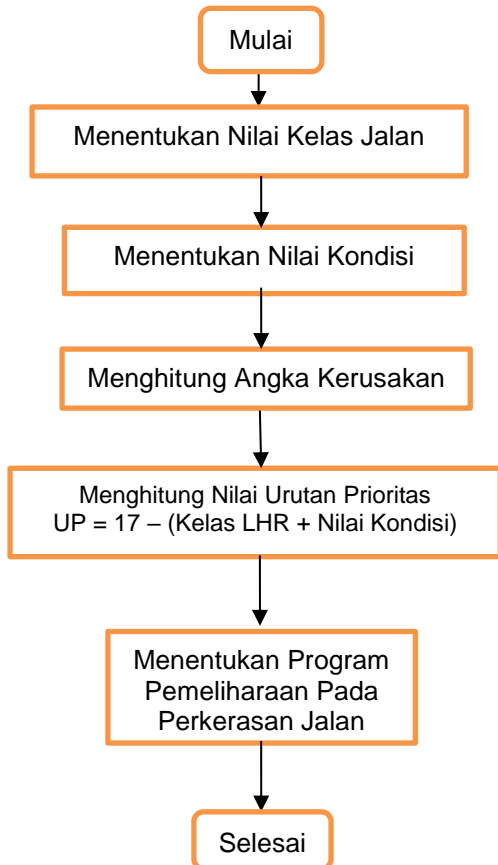 Mulai
Menentukan Nilai Kelas Jalan
Menentukan Nilai Kondisi
Menghitung Angka Kerusakan
Menghitung Nilai Urutan Prioritas
UP = 17 – (Kelas LHR + Nilai Kondisi)
Menentukan Program
Pemeliharaan Pada
Perkerasan Jalan
Selesai